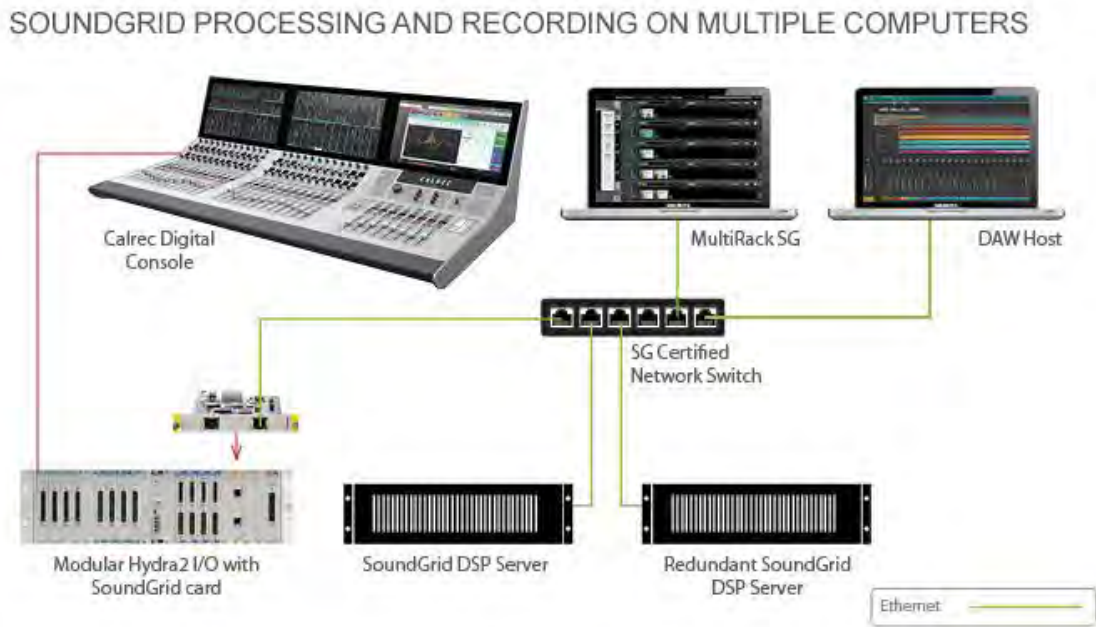 SOUNDGRID PROCESSING AND RECORDING ON MULTIPLE COMPUTERS
CALREC
Calrec Digital
Console
MultiRack SG
DAW Host
SG Certified
Network Switch
Modular Hydra2 I/O with
SoundGrid card
SoundGrid DSP Server
Redundant SoundGrid
DSP Server
Ethernet